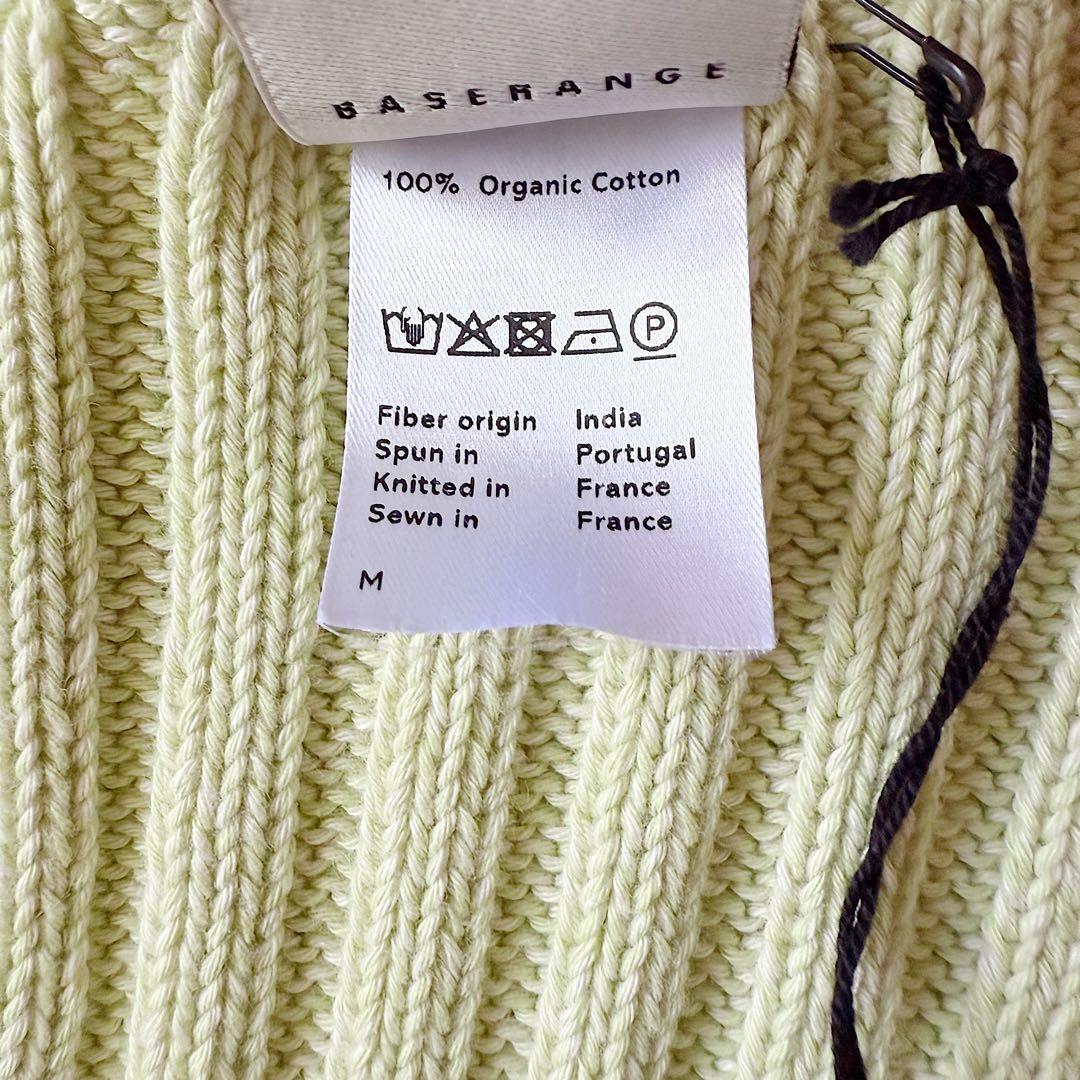 BASERANGE
100% Organic Cotton
P
Fiber origin India
Spun in Portugal
Knitted in France
Sewn in France
M